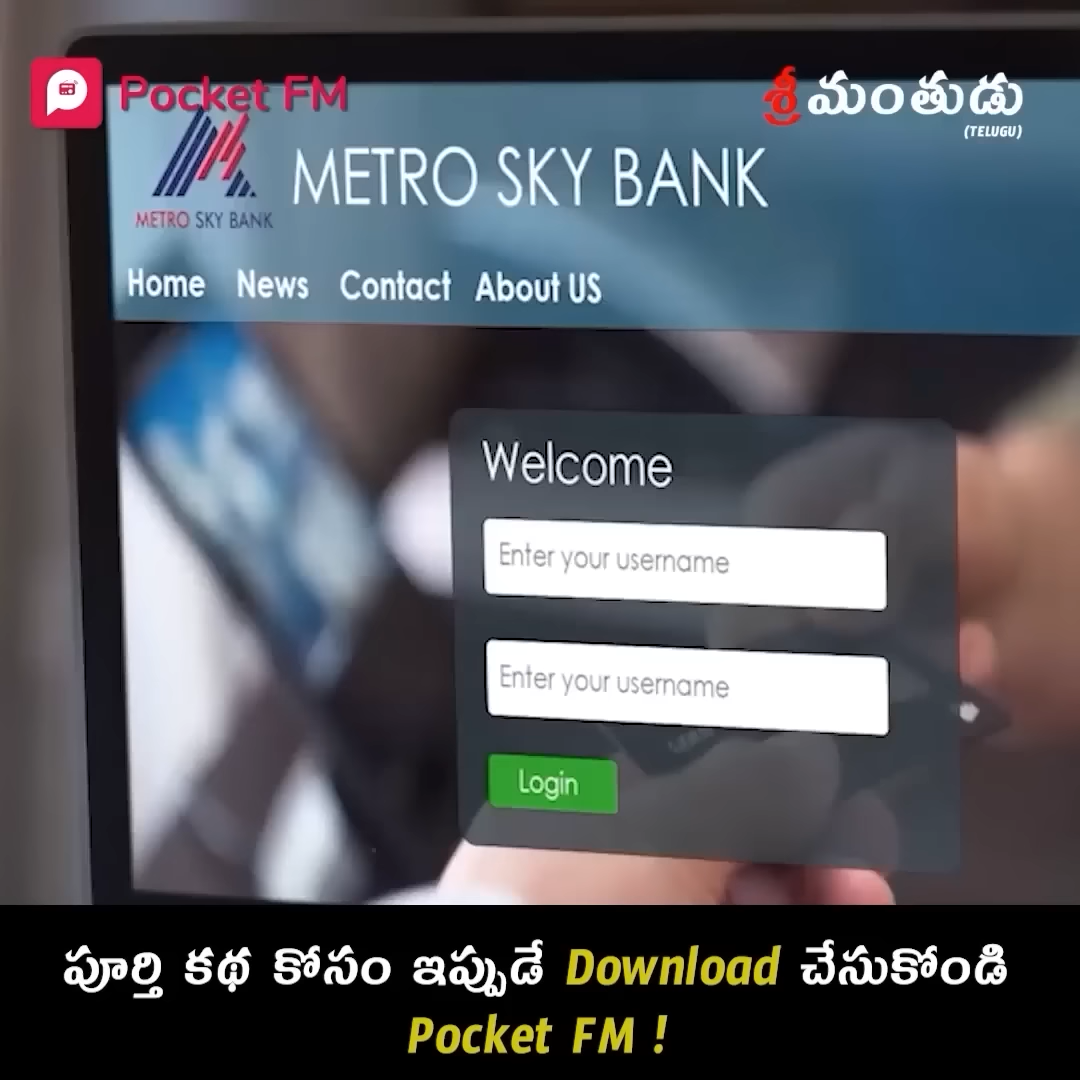 Pocket FM
శ్రీమంతుడు
(TELUGU)
METRO SKY BANK
METRO SKY BANK
Home News Contact About US
Welcome
Enter your username
Enter your username
Login
పూర్తి కథ కోసం ఇప్పుడే Download చేసుకోండి
Pocket FM !